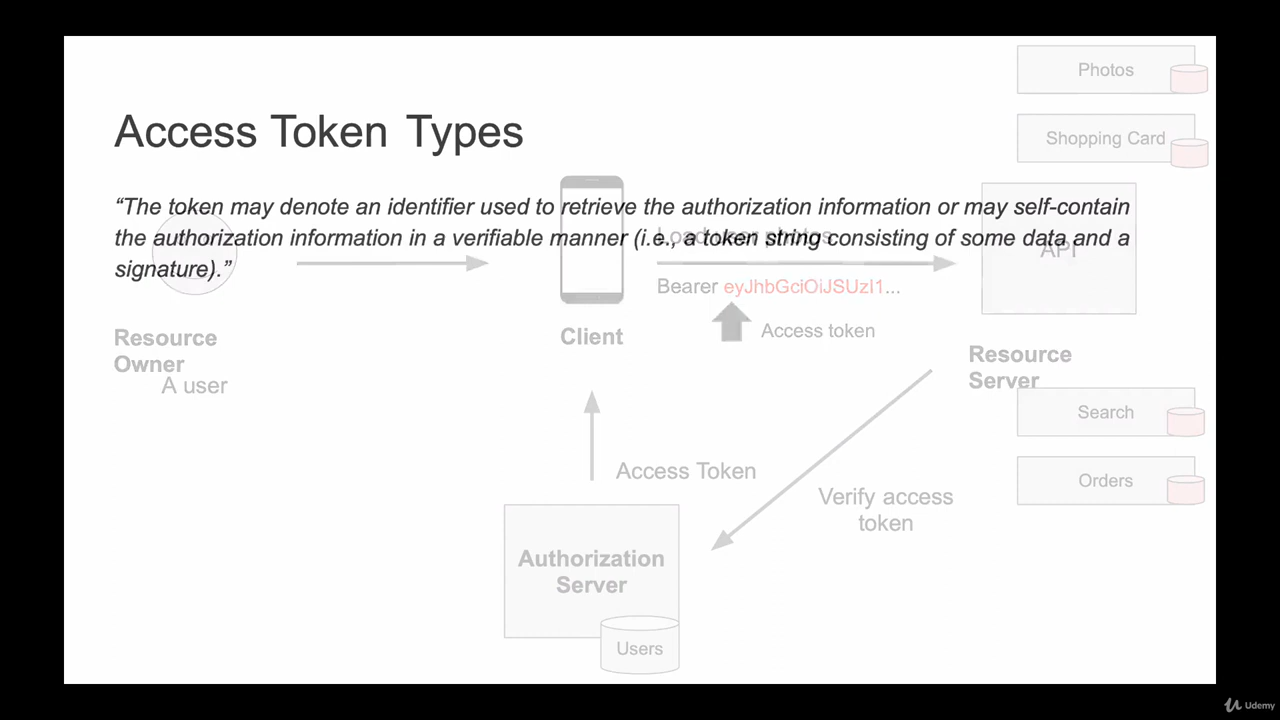 Photos
Shopping Card
Access Token Types
“The token may denote an identifier used to retrieve the authorization information or may self-contain
the authorization information in a verifiable manner (i.e., a token string consisting of some data and a
signature).”
Load user photos
API
Bearer eyJhbGciOiJSUzI1...
Access token
Resource
Owner
A user
Client
Resource
Server
Search
Orders
Access Token
Verify access
token
Authorization
Server
Users
Udemy